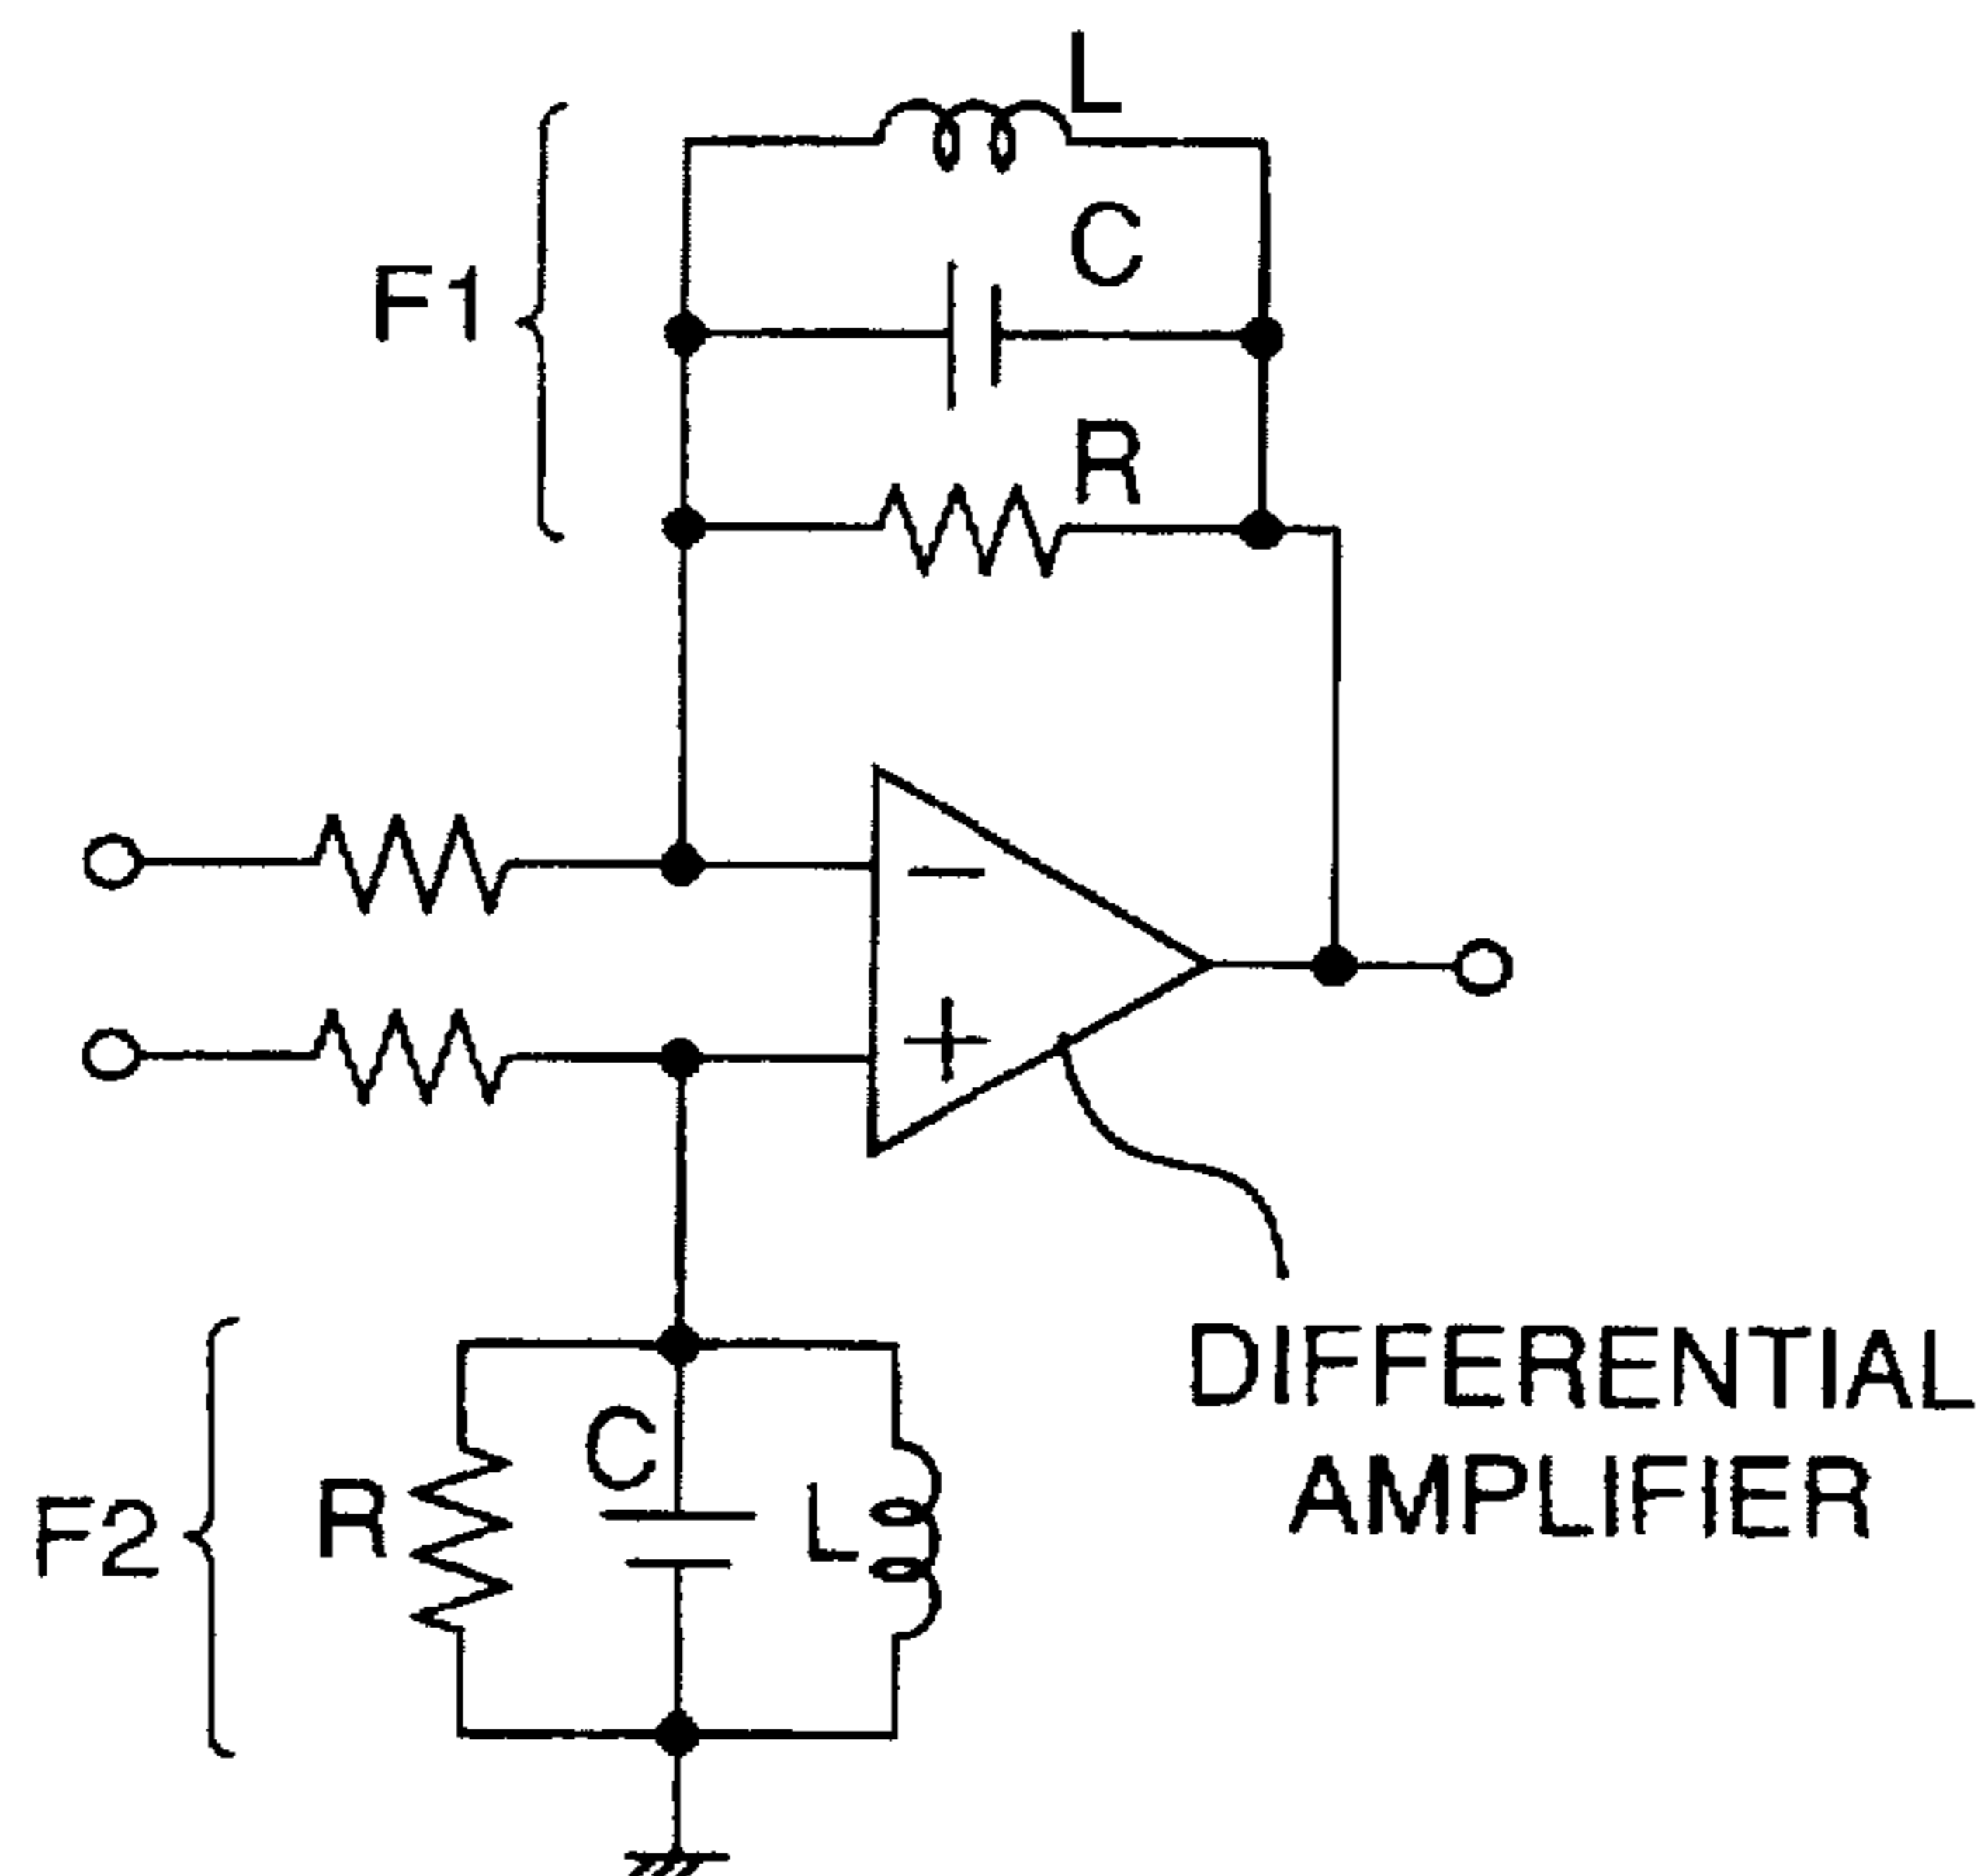 L
C
F1
R
−
+
DIFFERENTIAL
AMPLIFIER
C
R
L
F2